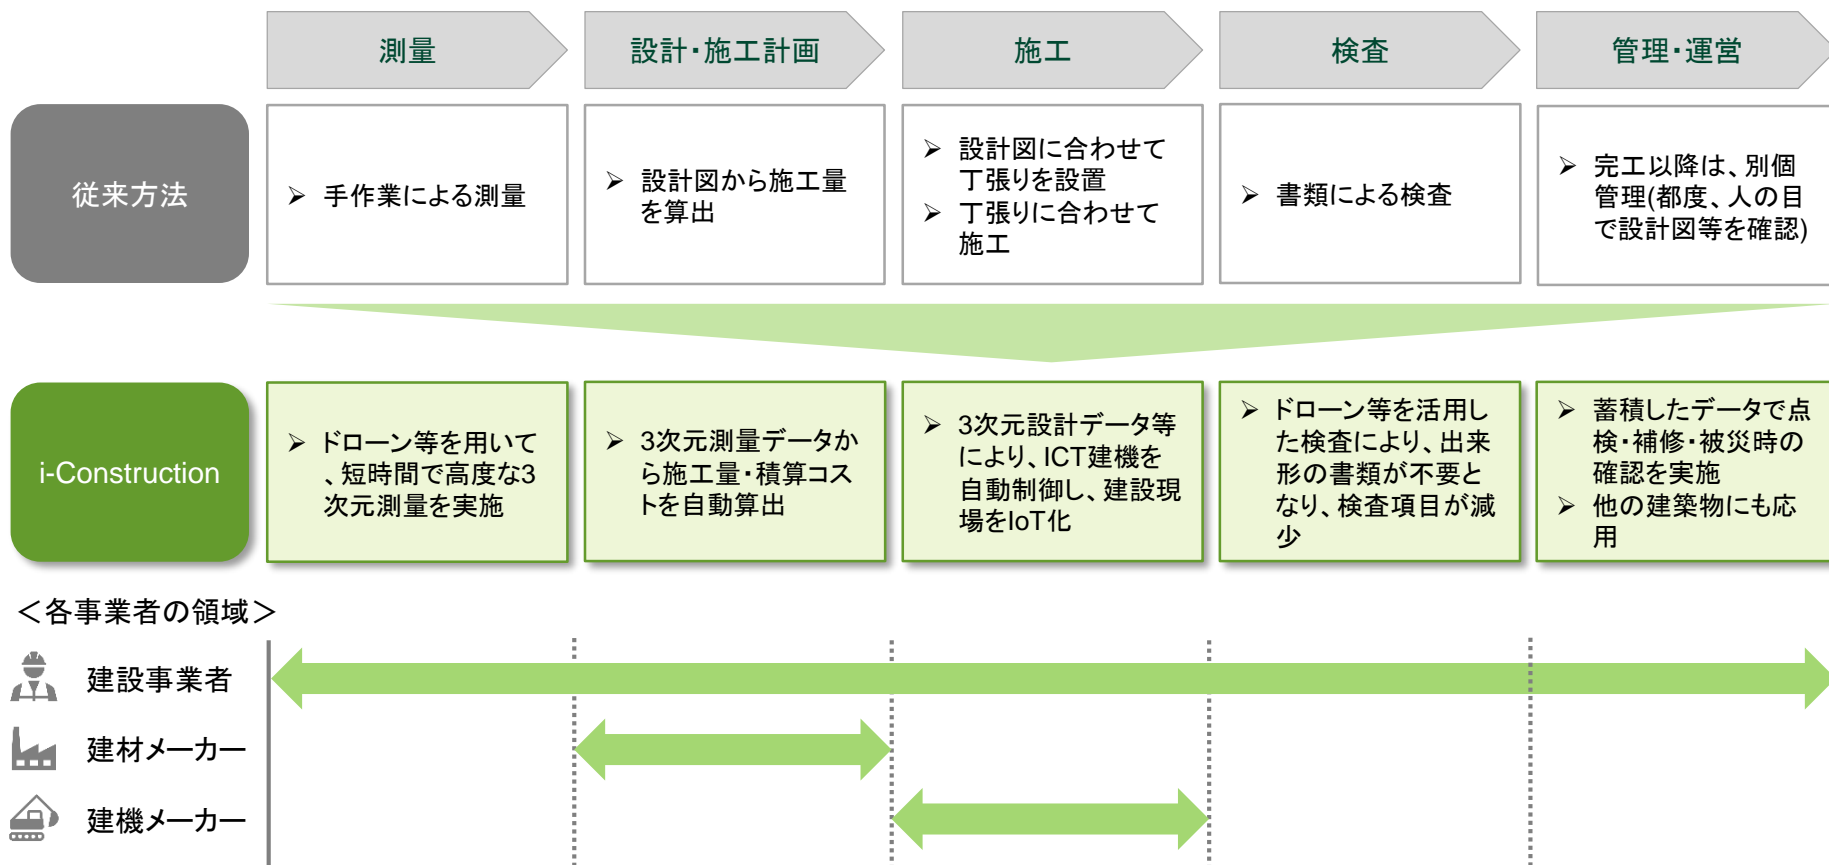 測量
設計・施工計画
施工
検査
管理・運営
従来方法
➢ 手作業による測量
➢ 設計図から施工量
を算出
➢ 設計図に合わせて
丁張りを設置
➢ 丁張りに合わせて
施工
➢ 書類による検査
➢ 完工以降は、別個
管理(都度、人の目
で設計図等を確認)
i-Construction
➢ ドローン等を用いて
、短時間で高度な3
次元測量を実施
➢ 3次元測量データか
ら施工量・積算コス
トを自動算出
➢ 3次元設計データ等
により、ICT建機を
自動制御し、建設現
場をIoT化
➢ ドローン等を活用し
た検査により、出来
形の書類が不要と
なり、検査項目が減
少
➢ 蓄積したデータで点
検・補修・被災時の
確認を実施
➢ 他の建築物にも応
用
＜各事業者の領域＞
建設事業者
建材メーカー
建機メーカー